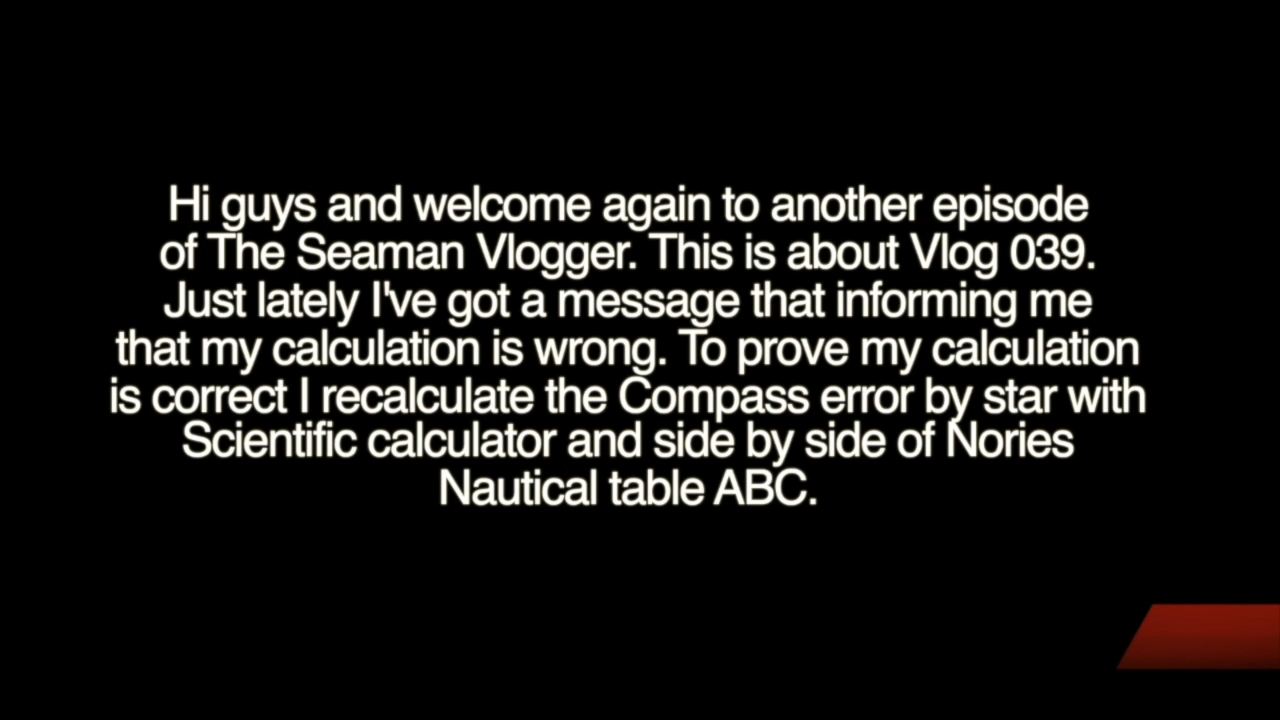 Hi guys and welcome again to another episode
of The Seaman Vlogger. This is about Vlog 039.
Just lately I've got a message that informing me
that my calculation is wrong. To prove my calculation
is correct I recalculate the Compass error by star with
Scientific calculator and side by side of Nories
Nautical table ABC.